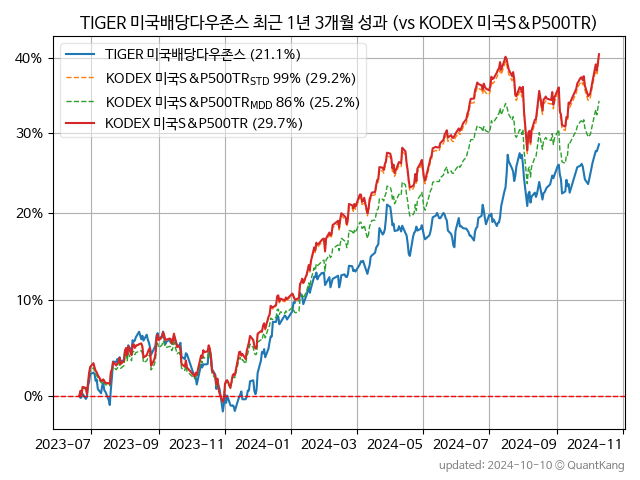 TIGER 미국배당다우존스 최근 1년 3개월 성과 (vs KODEX 미국S&P500TR)
TIGER 미국배당다우존스 (21.1%)
KODEX 미국S&P500TR_STD 99% (29.2%)
KODEX 미국S&P500TR_MDD 86% (25.2%)
KODEX 미국S&P500TR (29.7%)
40%
30%
20%
10%
0%
2023-07 2023-09 2023-11 2024-01 2024-03 2024-05 2024-07 2024-09 2024-11
updated: 2024-10-10 © QuantKang